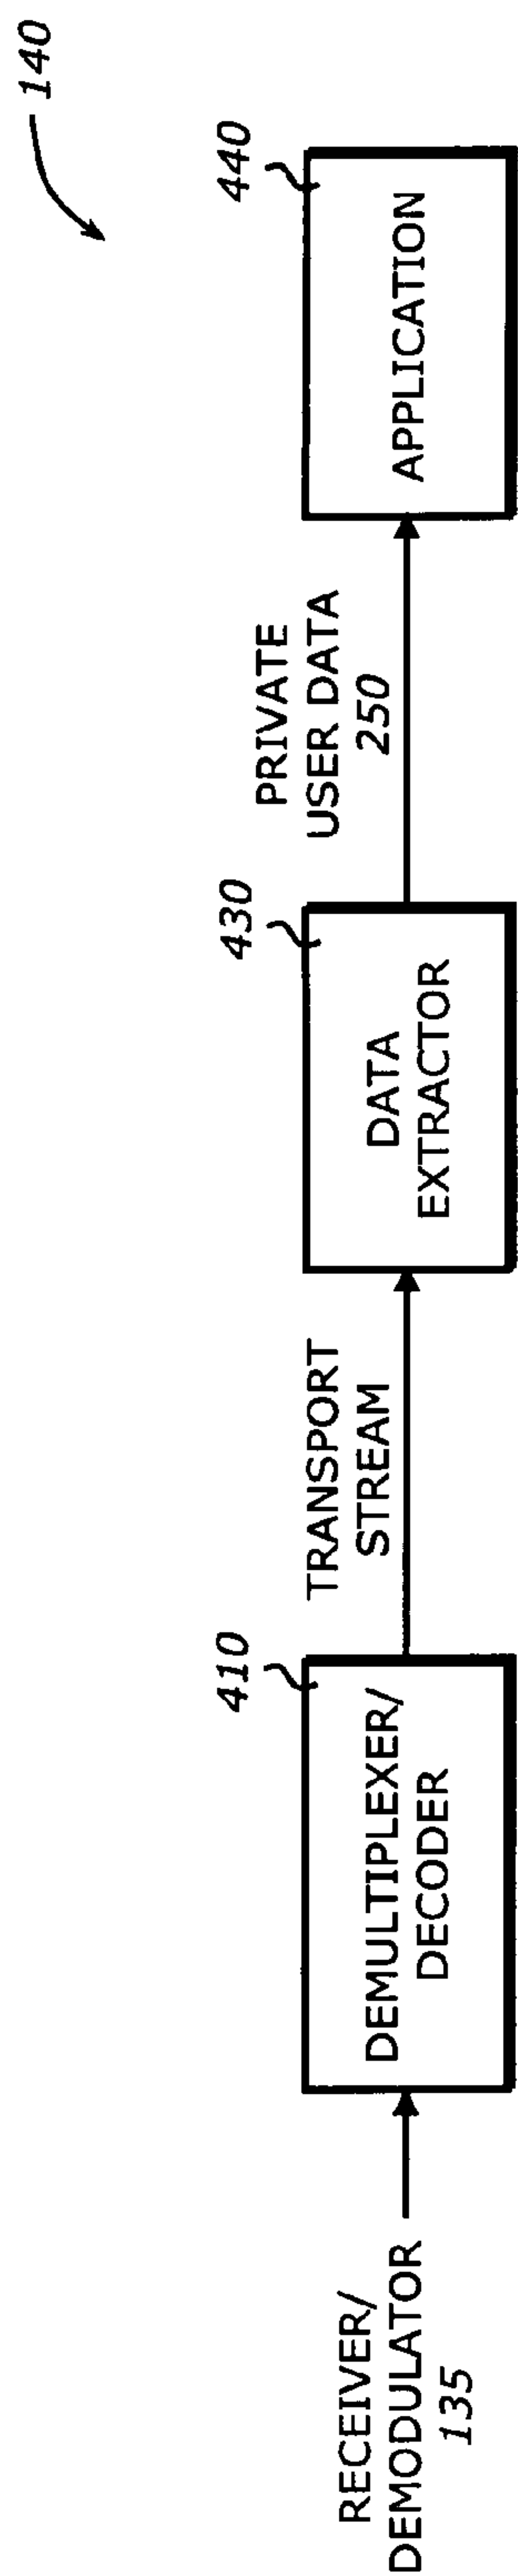 140
RECEIVER/
DEMODULATOR
135
410
DEMULTIPLEXER/
DECODER
TRANSPORT
STREAM
430
DATA
EXTRACTOR
PRIVATE
USER DATA
250
440
APPLICATION